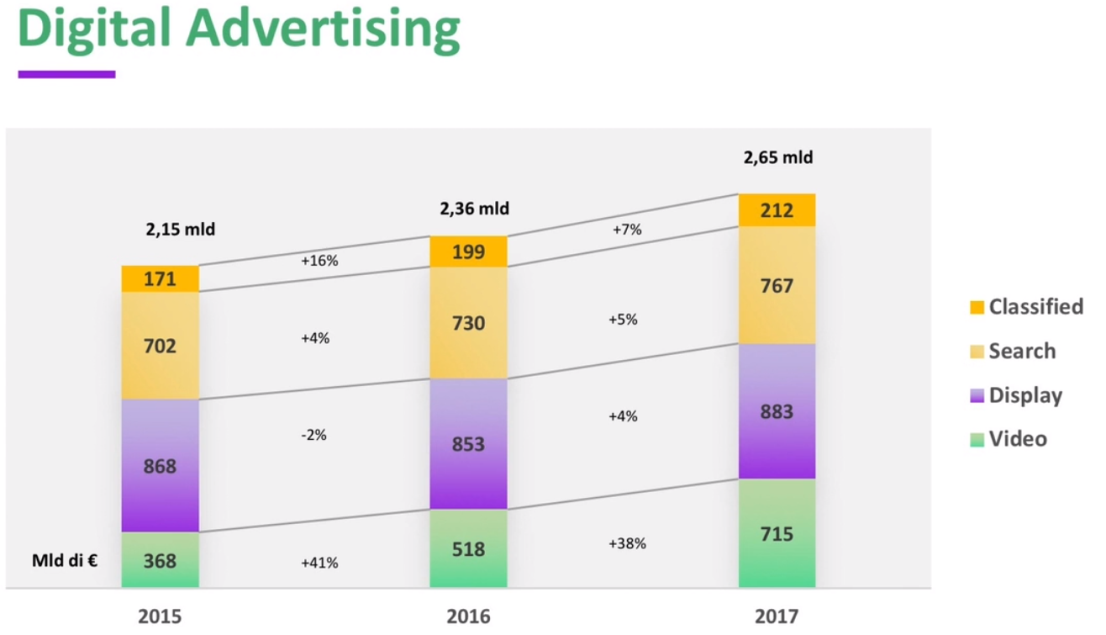 Digital Advertising
2,65 mld
2,36 mld
2,15 mld
171
+16%
199
+7%
212
702
+4%
730
+5%
767
868
-2%
853
+4%
883
Mld di €
368
+41%
518
+38%
715
2015
2016
2017
Classified
Search
Display
Video